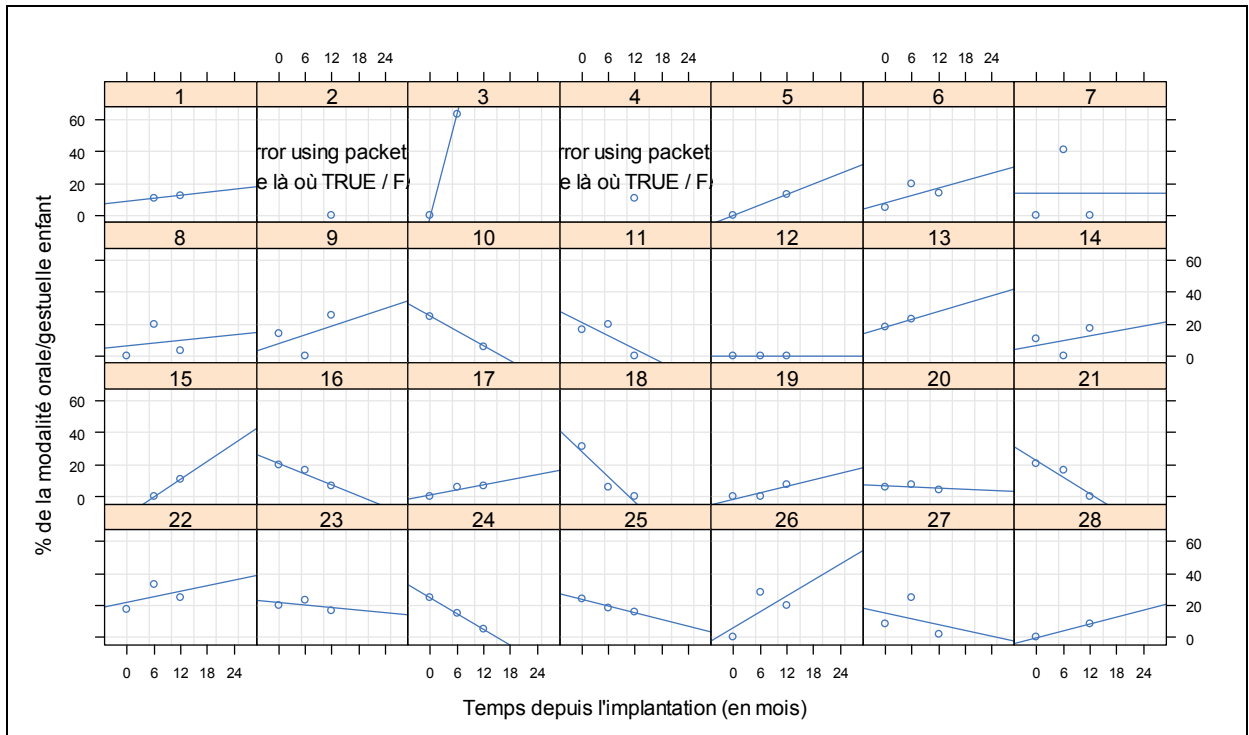 0 6 12 18 24 0 6 12 18 24 0 6 12 18 24
1 2 3 4 5 6 7
60
40
20
0
rror using packet
e là où TRUE / F
rror using packet
e là où TRUE / F
8 9 10 11 12 13 14
60
40
20
0
15 16 17 18 19 20 21
60
40
20
0
22 23 24 25 26 27 28
60
40
20
0
0 6 12 18 24 0 6 12 18 24 0 6 12 18 24 0 6 12 18 24
Temps depuis l'implantation (en mois)
% de la modalité orale/gestuelle enfant